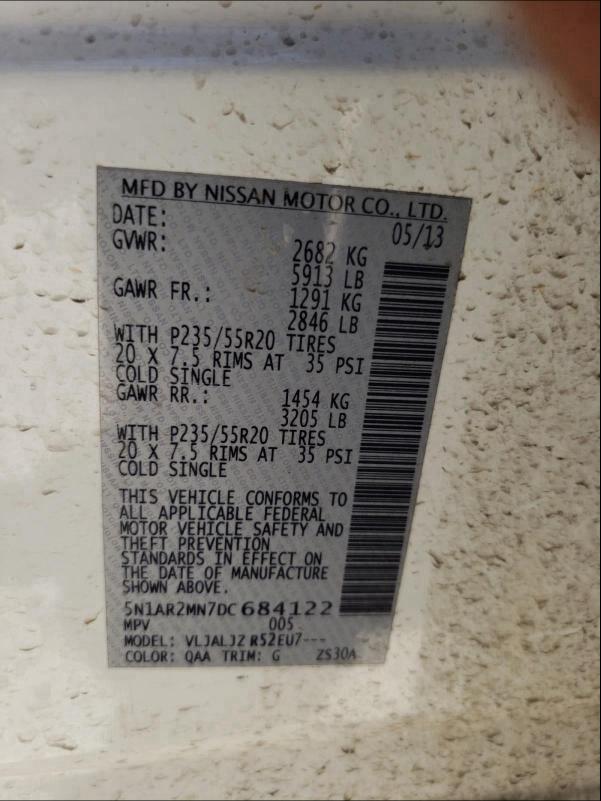 MFD BY NISSAN MOTOR CO., LTD.
DATE: 05/13
GVWR: 2682 KG
5913 LB
GAWR FR.: 1291 KG
2846 LB
WITH P235/55R20 TIRES
20 X 7.5 RIMS AT 35 PSI
COLD SINGLE
GAWR RR.: 1454 KG
3205 LB
WITH P235/55R20 TIRES
20 X 7.5 RIMS AT 35 PSI
COLD SINGLE
THIS VEHICLE CONFORMS TO
ALL APPLICABLE FEDERAL
MOTOR VEHICLE SAFETY AND
THEFT PREVENTION
STANDARDS IN EFFECT ON
THE DATE OF MANUFACTURE
SHOWN ABOVE.
5N1AR2MN7DC684122
MPV 005
MODEL: VLJALJZ R52EU7---
COLOR: QAA TRIM: G ZS30A